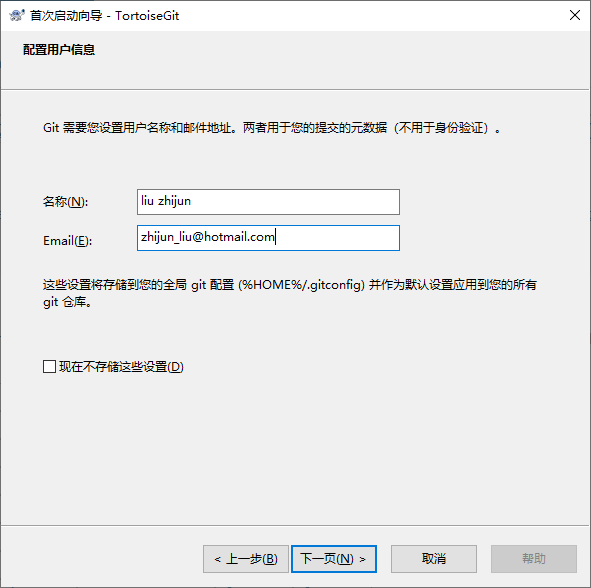 首次启动向导 - TortoiseGit
配置用户信息
Git 需要您设置用户名称和邮件地址。两者用于您的提交的元数据（不用于身份验证）。
名称(N):
liu zhijun
Email(E):
zhijun_liu@hotmail.com
这些设置将存储到您的全局 git 配置 (%HOME%/.gitconfig) 并作为默认设置应用到您的所有
git 仓库。
现在不存储这些设置(D)
< 上一步(B)
下一页(N) >
取消
帮助